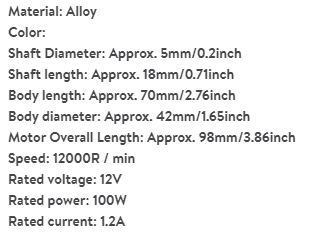 Material: Alloy
Color:
Shaft Diameter: Approx. 5mm/0.2inch
Shaft length: Approx. 18mm/0.71inch
Body length: Approx. 70mm/2.76inch
Body diameter: Approx. 42mm/1.65inch
Motor Overall Length: Approx. 98mm/3.86inch
Speed: 12000R / min
Rated voltage: 12V
Rated power: 100W
Rated current: 1.2A